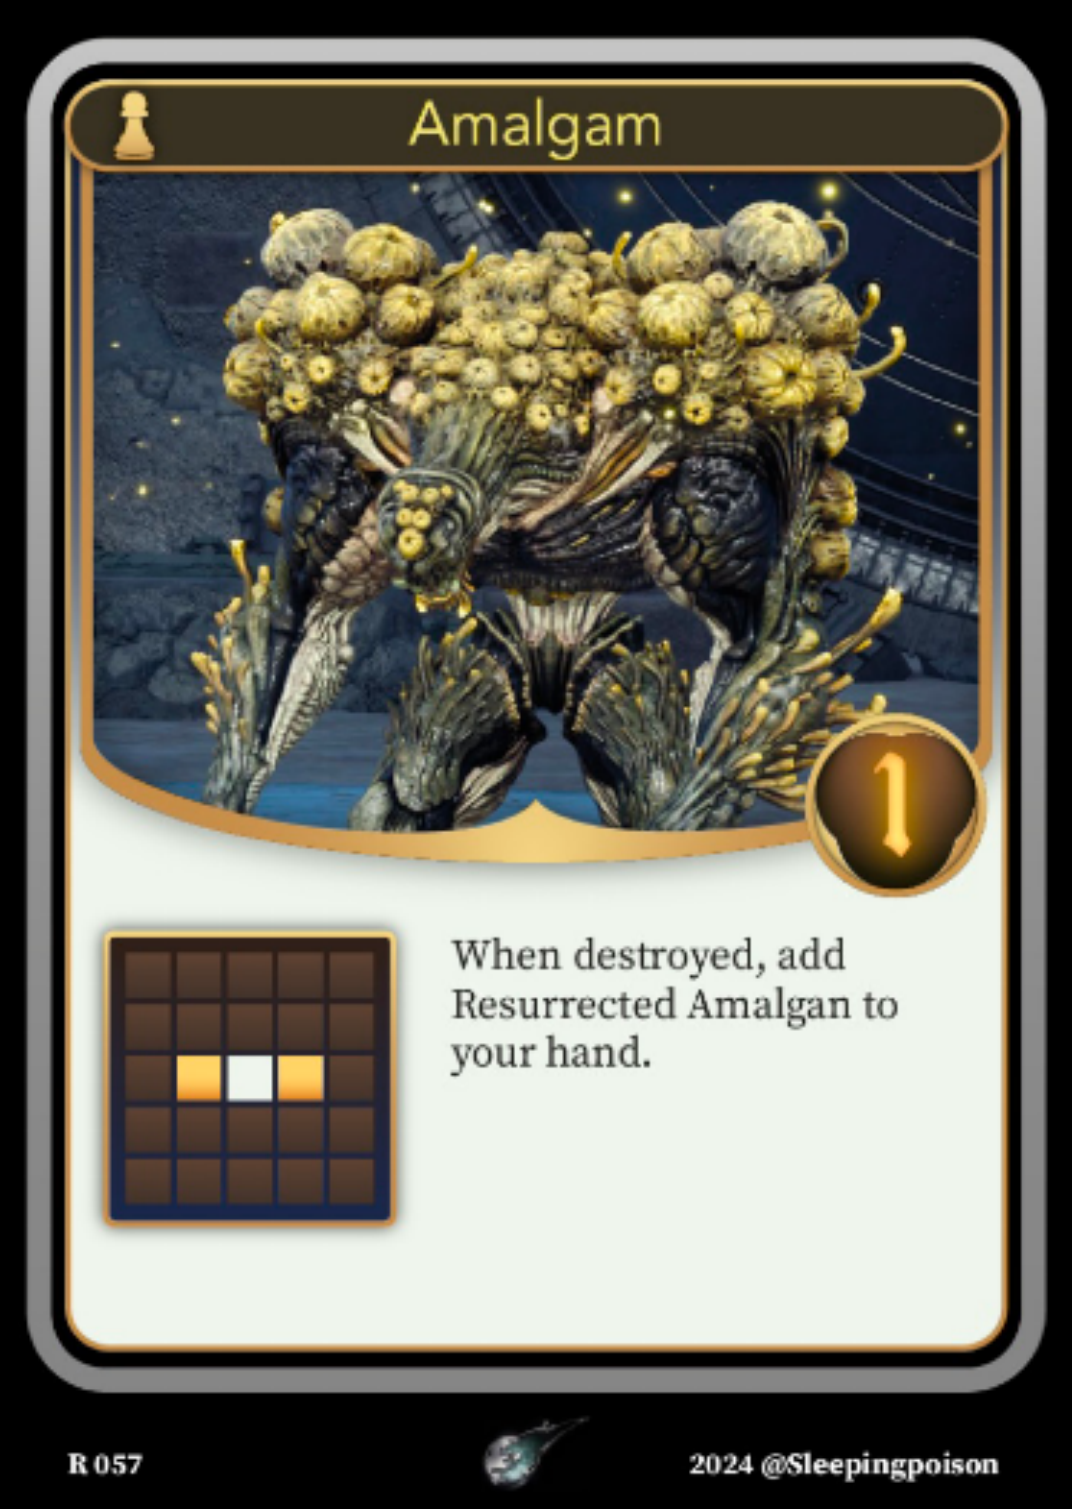 Amalgam
1
When destroyed, add
Resurrected Amalgan to
your hand.
R 057
2024 @Sleepingpoison